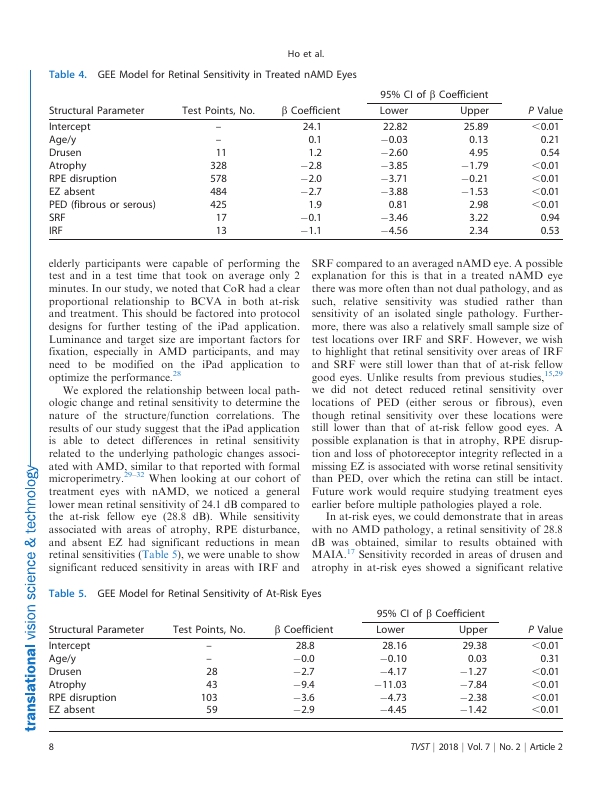 Ho et al.
Table 4. GEE Model for Retinal Sensitivity in Treated nAMD Eyes
95% CI of β Coefficient
Structural Parameter Test Points, No. β Coefficient Lower Upper P Value
Intercept – 24.1 22.82 25.89 <0.01
Age/y – 0.1 −0.03 0.13 0.21
Drusen 11 1.2 −2.60 4.95 0.54
Atrophy 328 −2.8 −3.85 −1.79 <0.01
RPE disruption 578 −2.0 −3.71 −0.21 <0.01
EZ absent 484 −2.7 −3.88 −1.53 <0.01
PED (fibrous or serous) 425 1.9 0.81 2.98 <0.01
SRF 17 −0.1 −3.46 3.22 0.94
IRF 13 −1.1 −4.56 2.34 0.53
elderly participants were capable of performing the
test and in a test time that took on average only 2
minutes. In our study, we noted that CoR had a clear
proportional relationship to BCVA in both at-risk
and treatment. This should be factored into protocol
designs for further testing of the iPad application.
Luminance and target size are important factors for
fixation, especially in AMD participants, and may
need to be modified on the iPad application to
optimize the performance.28
We explored the relationship between local path-
ologic change and retinal sensitivity to determine the
nature of the structure/function correlations. The
results of our study suggest that the iPad application
is able to detect differences in retinal sensitivity
related to the underlying pathologic changes associ-
ated with AMD, similar to that reported with formal
microperimetry.29–32 When looking at our cohort of
treatment eyes with nAMD, we noticed a general
lower mean retinal sensitivity of 24.1 dB compared to
the at-risk fellow eye (28.8 dB). While sensitivity
associated with areas of atrophy, RPE disturbance,
and absent EZ had significant reductions in mean
retinal sensitivities (Table 5), we were unable to show
significant reduced sensitivity in areas with IRF and
SRF compared to an averaged nAMD eye. A possible
explanation for this is that in a treated nAMD eye
there was more often than not dual pathology, and as
such, relative sensitivity was studied rather than
sensitivity of an isolated single pathology. Further-
more, there was also a relatively small sample size of
test locations over IRF and SRF. However, we wish
to highlight that retinal sensitivity over areas of IRF
and SRF were still lower than that of at-risk fellow
good eyes. Unlike results from previous studies,15,29
we did not detect reduced retinal sensitivity over
locations of PED (either serous or fibrous), even
though retinal sensitivity over these locations were
still lower than that of at-risk fellow good eyes. A
possible explanation is that in atrophy, RPE disrup-
tion and loss of photoreceptor integrity reflected in a
missing EZ is associated with worse retinal sensitivity
than PED, over which the retina can still be intact.
Future work would require studying treatment eyes
earlier before multiple pathologies played a role.
In at-risk eyes, we could demonstrate that in areas
with no AMD pathology, a retinal sensitivity of 28.8
dB was obtained, similar to results obtained with
MAIA.17 Sensitivity recorded in areas of drusen and
atrophy in at-risk eyes showed a significant relative
Table 5. GEE Model for Retinal Sensitivity of At-Risk Eyes
95% CI of β Coefficient
Structural Parameter Test Points, No. β Coefficient Lower Upper P Value
Intercept – 28.8 28.16 29.38 <0.01
Age/y – −0.0 −0.10 0.03 0.31
Drusen 28 −2.7 −4.17 −1.27 <0.01
Atrophy 43 −9.4 −11.03 −7.84 <0.01
RPE disruption 103 −3.6 −4.73 −2.38 <0.01
EZ absent 59 −2.9 −4.45 −1.42 <0.01
translational vision science & technology
8 TVST | 2018 | Vol. 7 | No. 2 | Article 2